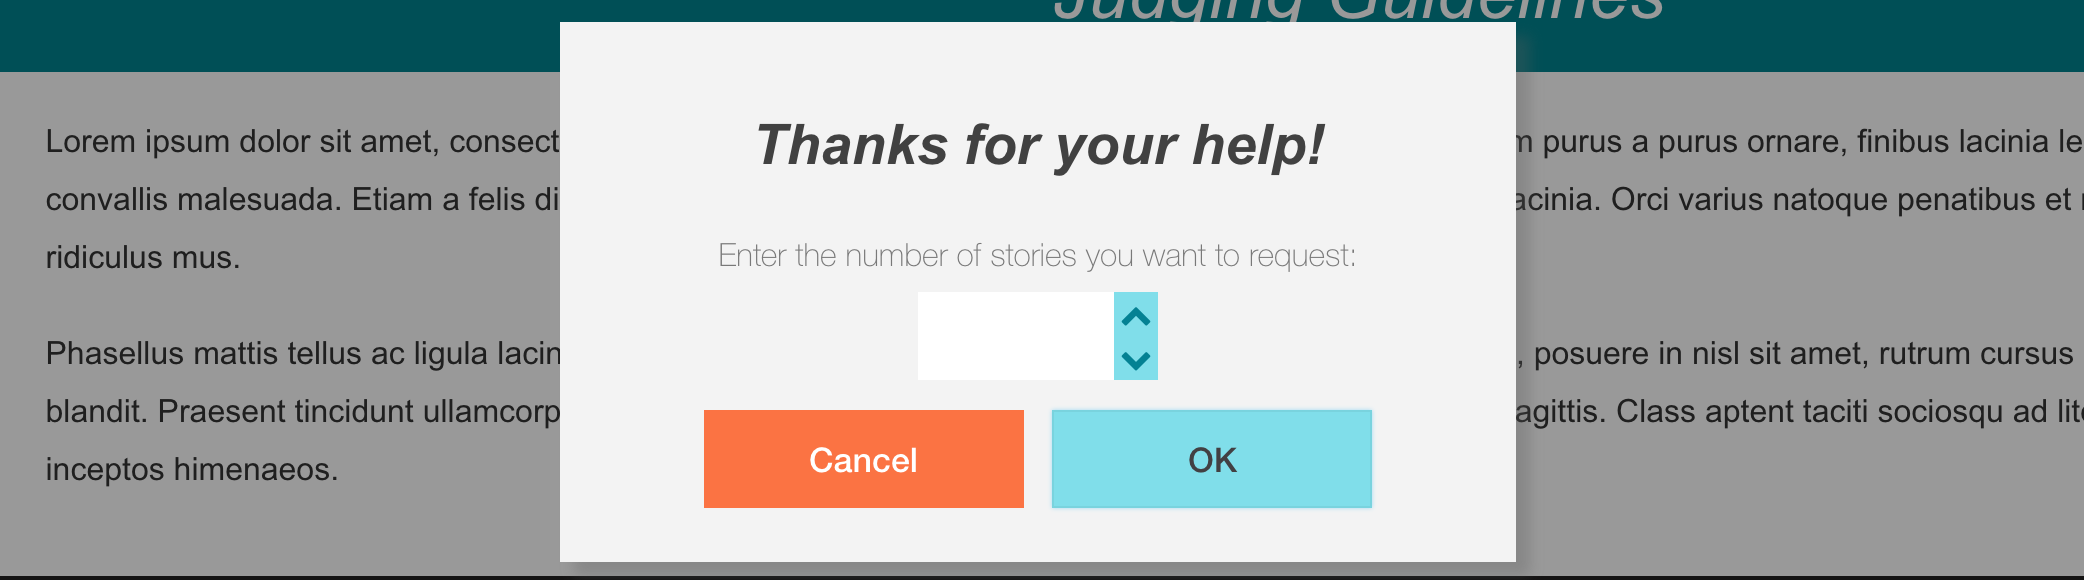 Judging Guidelines
Thanks for your help!
Enter the number of stories you want to request:
Cancel
OK
Lorem ipsum dolor sit amet, consect
purus a purus ornare, finibus lacinia le
convallis malesuada. Etiam a felis di
acinia. Orci varius natoque penatibus et
ridiculus mus.
Phasellus mattis tellus ac ligula lacin
, posuere in nisl sit amet, rutrum cursus
blandit. Praesent tincidunt ullamcorp
agittis. Class aptent taciti sociosqu ad lit
inceptos himenaeos.